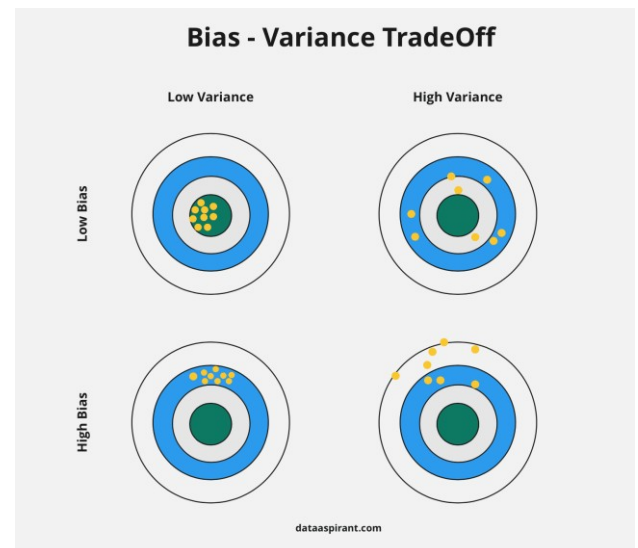 Bias - Variance TradeOff
Low Variance
High Variance
Low Bias
High Bias
dataaspirant.com